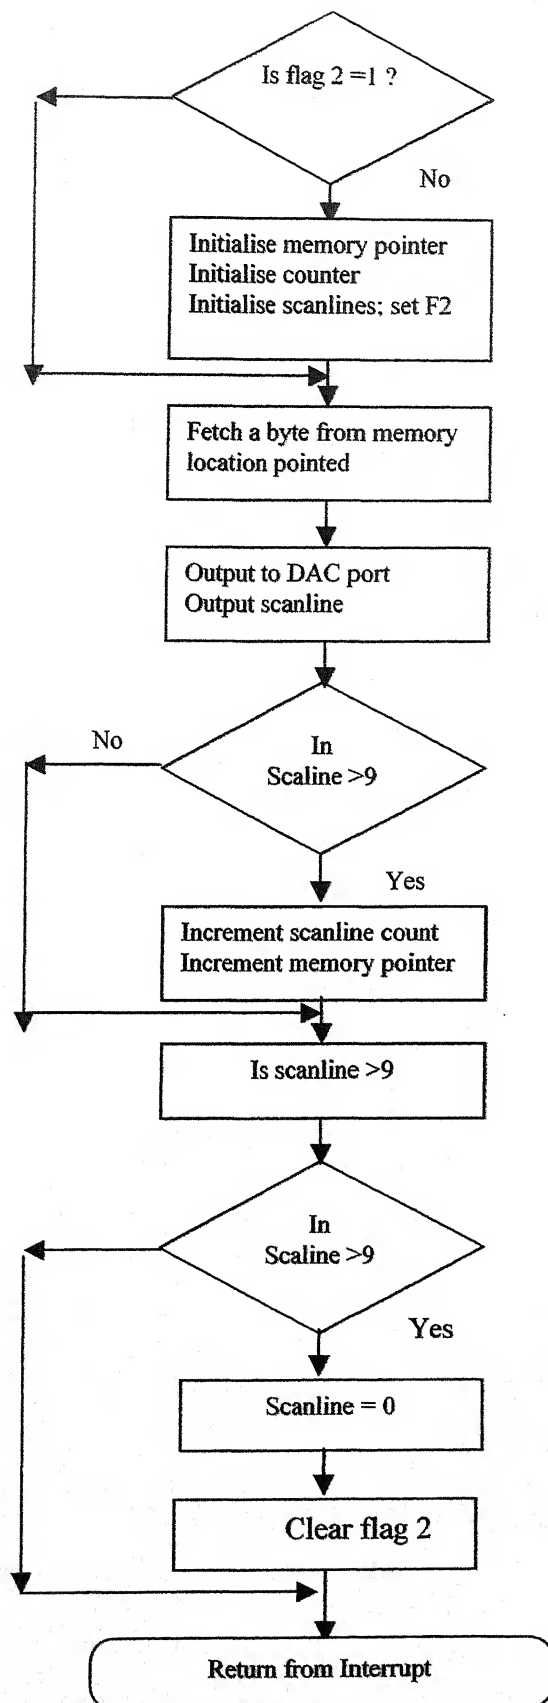 Is flag 2 =1 ?
No
Initialise memory pointer
Initialise counter
Initialise scanlines; set F2
Fetch a byte from memory
location pointed
Output to DAC port
Output scanline
No
In
Scaline >9
Yes
Increment scanline count
Increment memory pointer
Is scanline >9
In
Scaline >9
Yes
Scanline = 0
Clear flag 2
Return from Interrupt